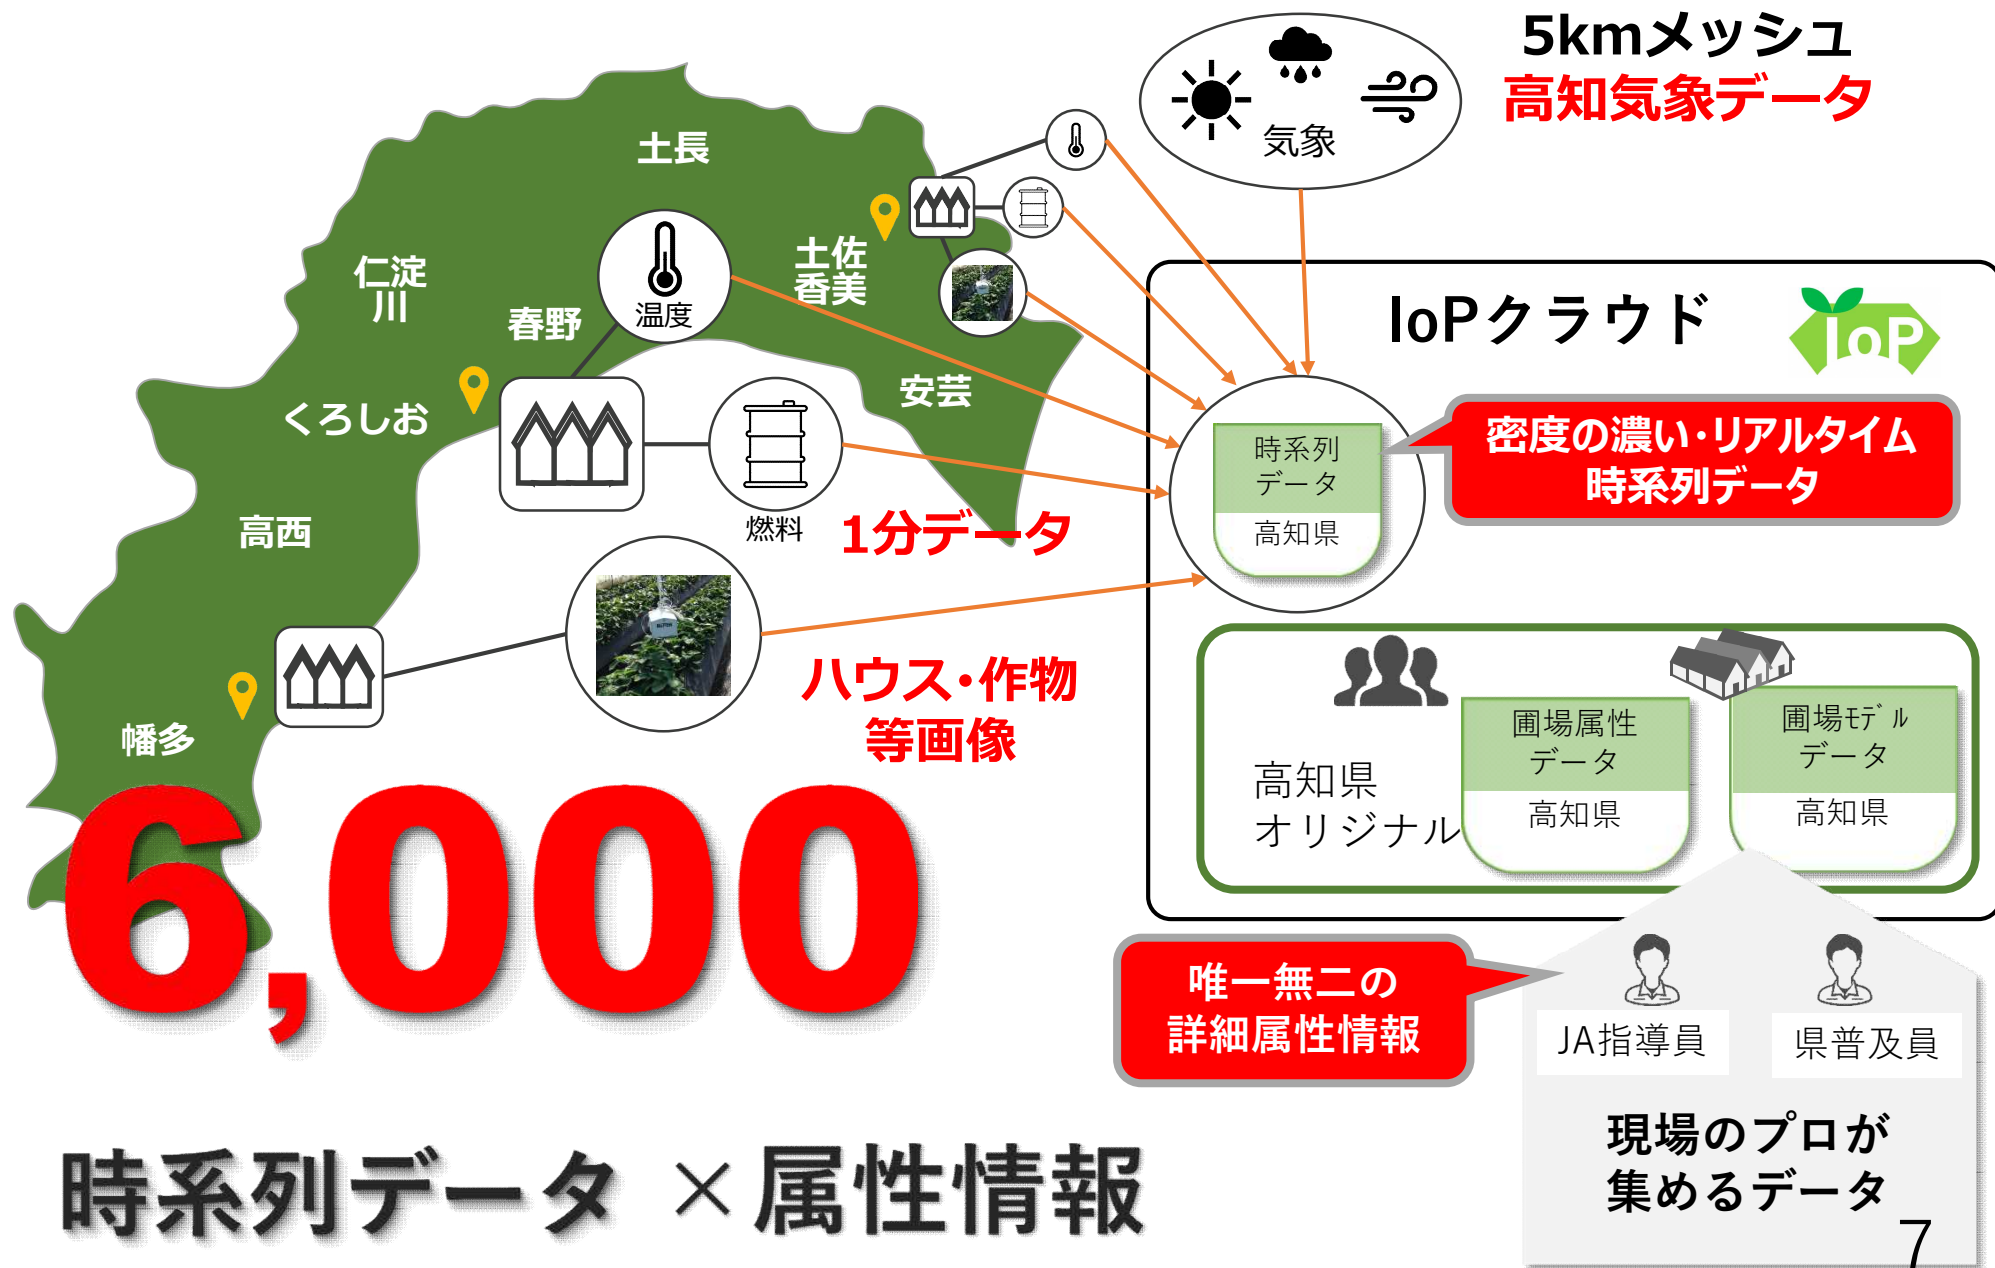 5kmメッシュ
高知気象データ
気象
土長
仁淀
川
春野
温度
土佐
香美
安芸
くろしお
高西
幡多
燃料
1分データ
ハウス・作物
等画像
IoPクラウド
IoP
時系列
データ
高知県
密度の濃い・リアルタイム
時系列データ
高知県
オリジナル
圃場属性
データ
高知県
圃場ﾓﾃﾞﾙ
データ
高知県
唯一無二の
詳細属性情報
JA指導員
県普及員
現場のプロが
集めるデータ
6,000
時系列データ×属性情報
7